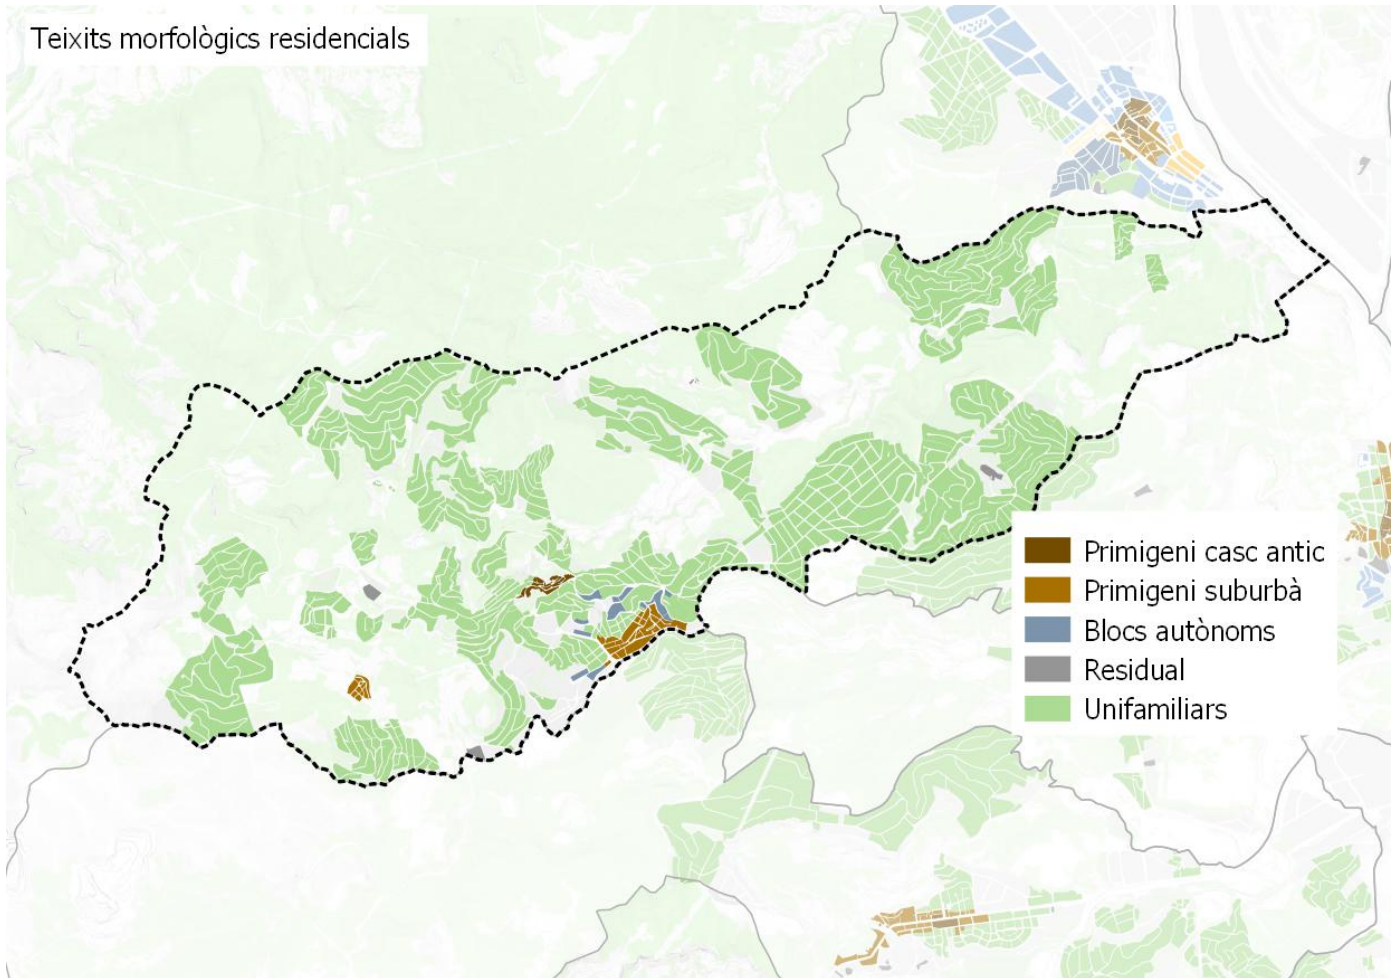 Teixits morfològics residencials
Primigeni casc antic
Primigeni suburbà
Blocs autònoms
Residual
Unifamiliars